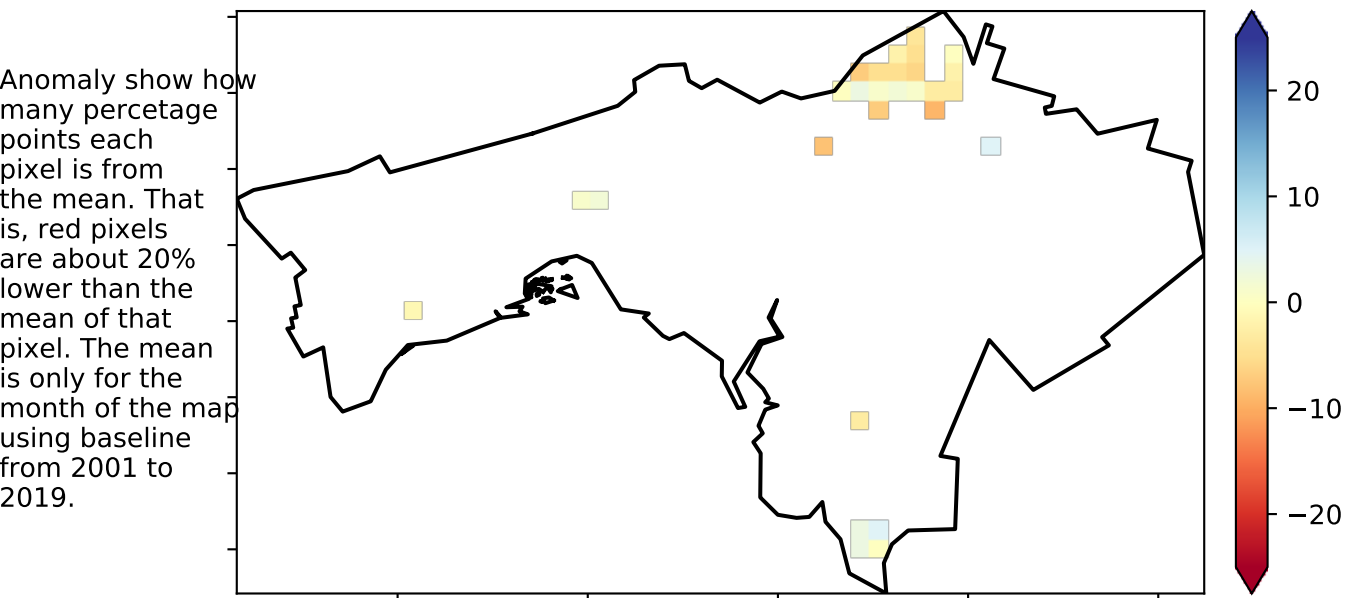 Anomaly show how
many percetage
points each
pixel is from
the mean. That
is, red pixels
are about 20%
lower than the
mean of that
pixel. The mean
is only for the
month of the map
using baseline
from 2001 to
2019.
20
10
0
−10
−20